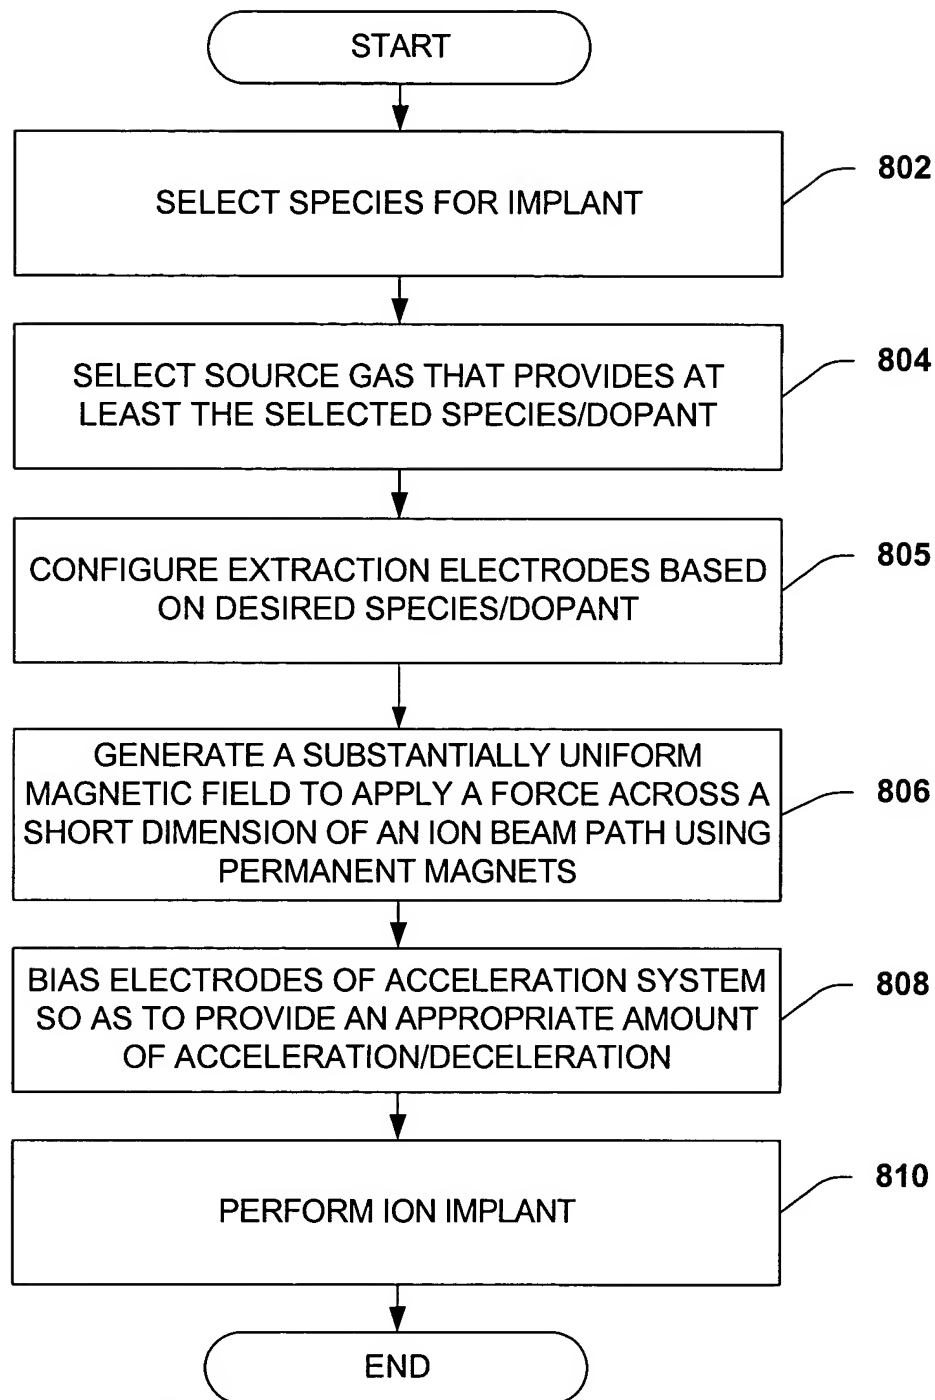 START
SELECT SPECIES FOR IMPLANT
802
SELECT SOURCE GAS THAT PROVIDES AT
LEAST THE SELECTED SPECIES/DOPANT
804
CONFIGURE EXTRACTION ELECTRODES BASED
ON DESIRED SPECIES/DOPANT
805
GENERATE A SUBSTANTIALLY UNIFORM
MAGNETIC FIELD TO APPLY A FORCE ACROSS A
SHORT DIMENSION OF AN ION BEAM PATH USING
PERMANENT MAGNETS
806
BIAS ELECTRODES OF ACCELERATION SYSTEM
SO AS TO PROVIDE AN APPROPRIATE AMOUNT
OF ACCELERATION/DECELERATION
808
PERFORM ION IMPLANT
810
END